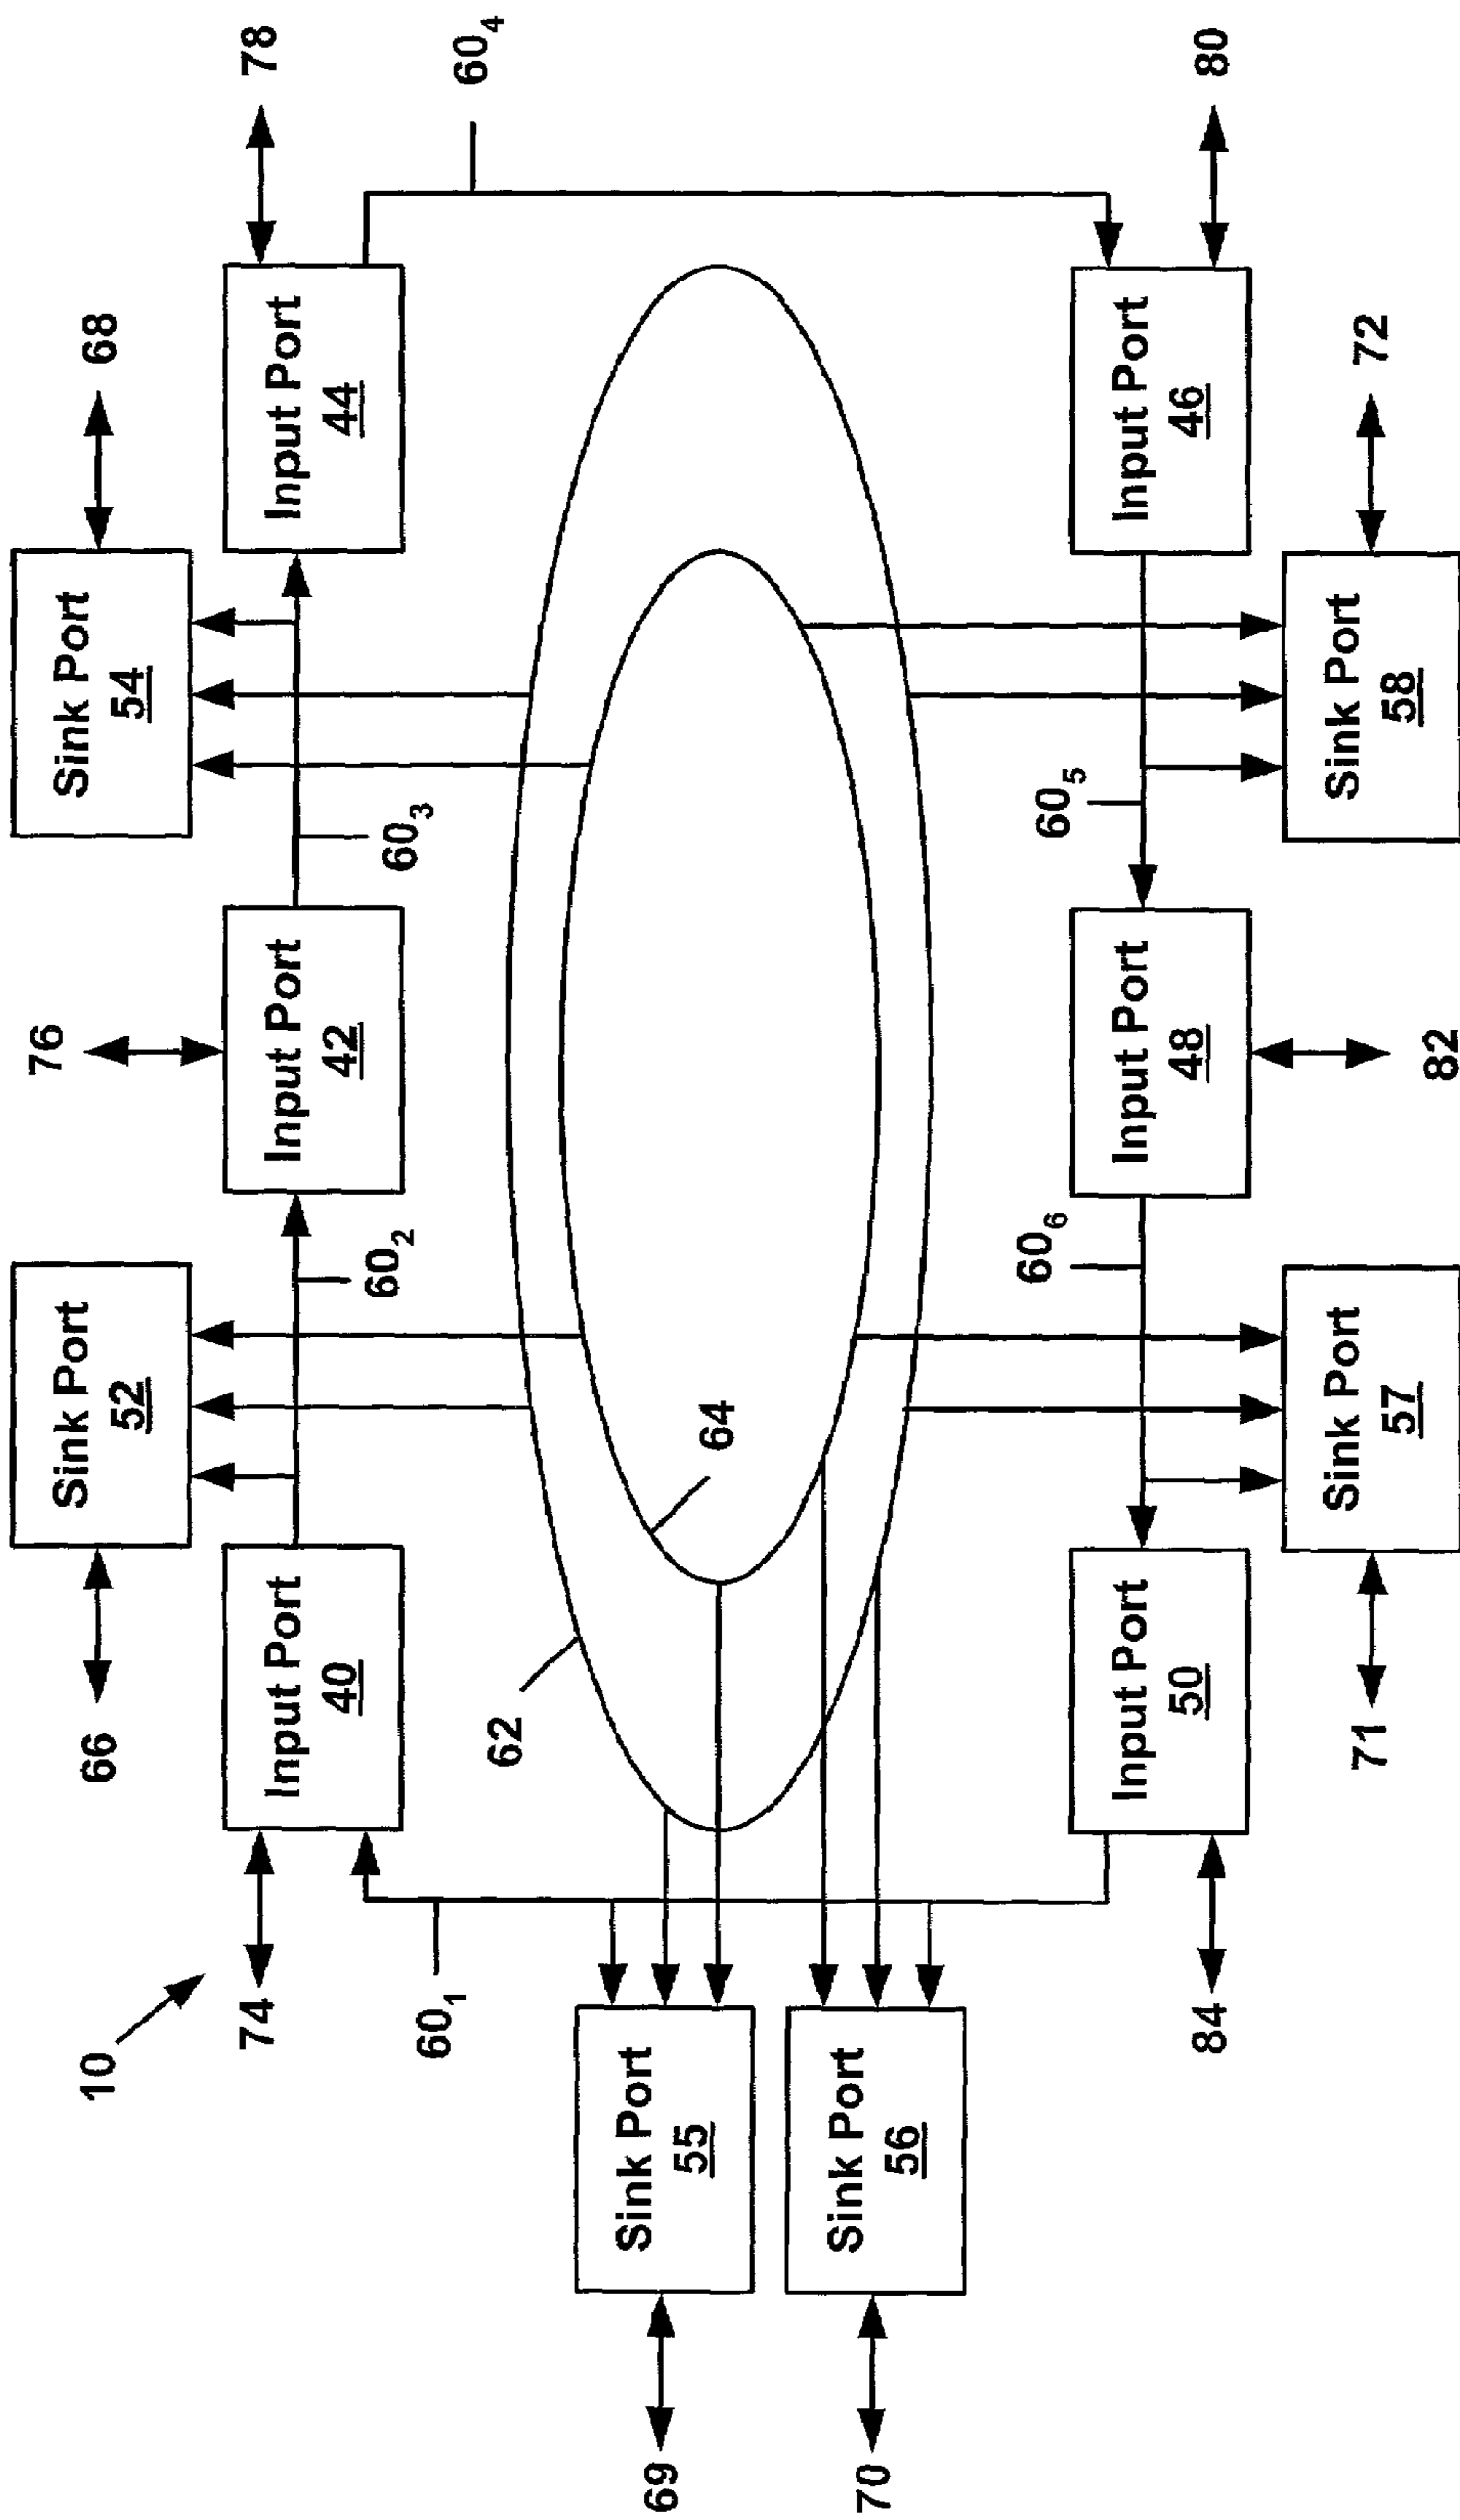 10
66
68
Sink Port
52
Sink Port
54
74
76
78
Input Port
40
Input Port
42
Input Port
44
60₁
60₂
60₃
60₄
62
64
69
Sink Port
55
70
Sink Port
56
60₆
60₅
84
Input Port
50
Input Port
48
Input Port
46
80
71
Sink Port
57
82
Sink Port
58
72